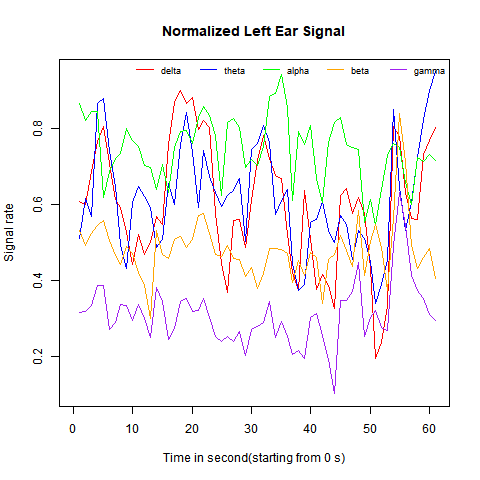 Normalized Left Ear Signal
delta theta alpha beta gamma
Signal rate
0.8
0.6
0.4
0.2
0 10 20 30 40 50 60
Time in second(starting from 0 s)